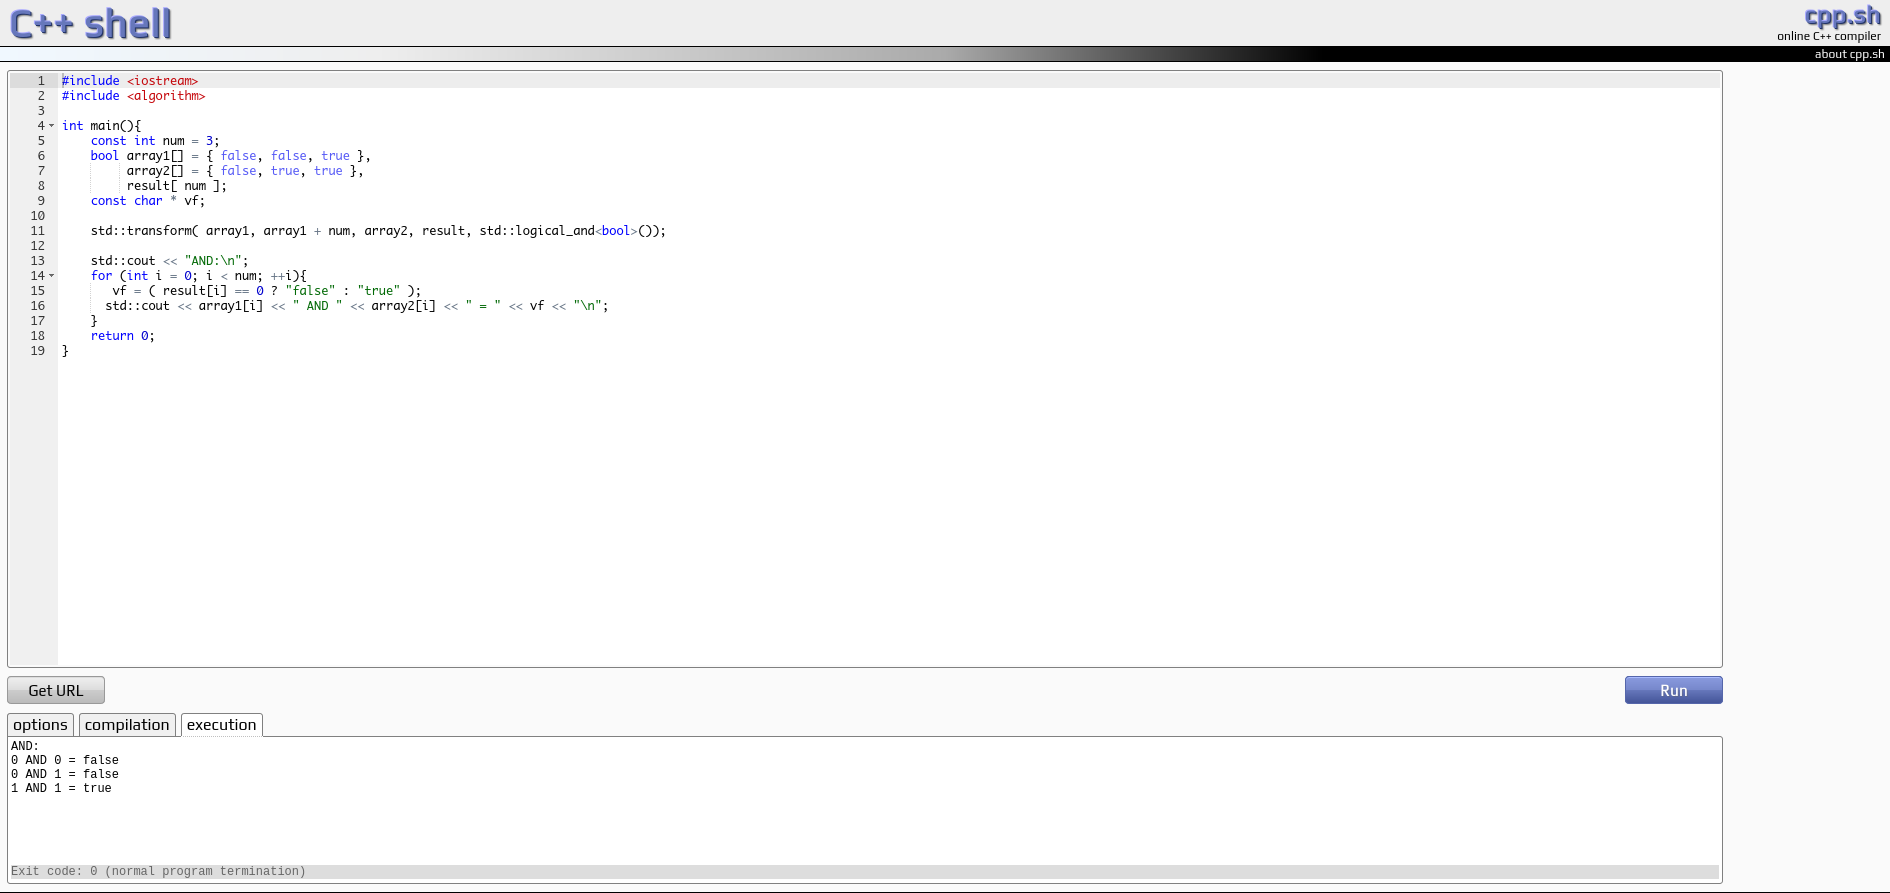 C++ shell
cpp.sh
online C++ compiler
about cpp.sh
1 #include <iostream>
2 #include <algorithm>
3
4 int main(){
5     const int num = 3;
6     bool array1[] = { false, false, true },
7          array2[] = { false, true, true },
8          result[ num ];
9     const char * vf;
10
11     std::transform( array1, array1 + num, array2, result, std::logical_and<bool>());
12
13     std::cout << "AND:\n";
14     for (int i = 0; i < num; ++i){
15        vf = ( result[i] == 0 ? "false" : "true" );
16       std::cout << array1[i] << " AND " << array2[i] << " = " << vf << "\n";
17     }
18     return 0;
19 }
Get URL
Run
options compilation execution
AND:
0 AND 0 = false
0 AND 1 = false
1 AND 1 = true
Exit code: 0 (normal program termination)